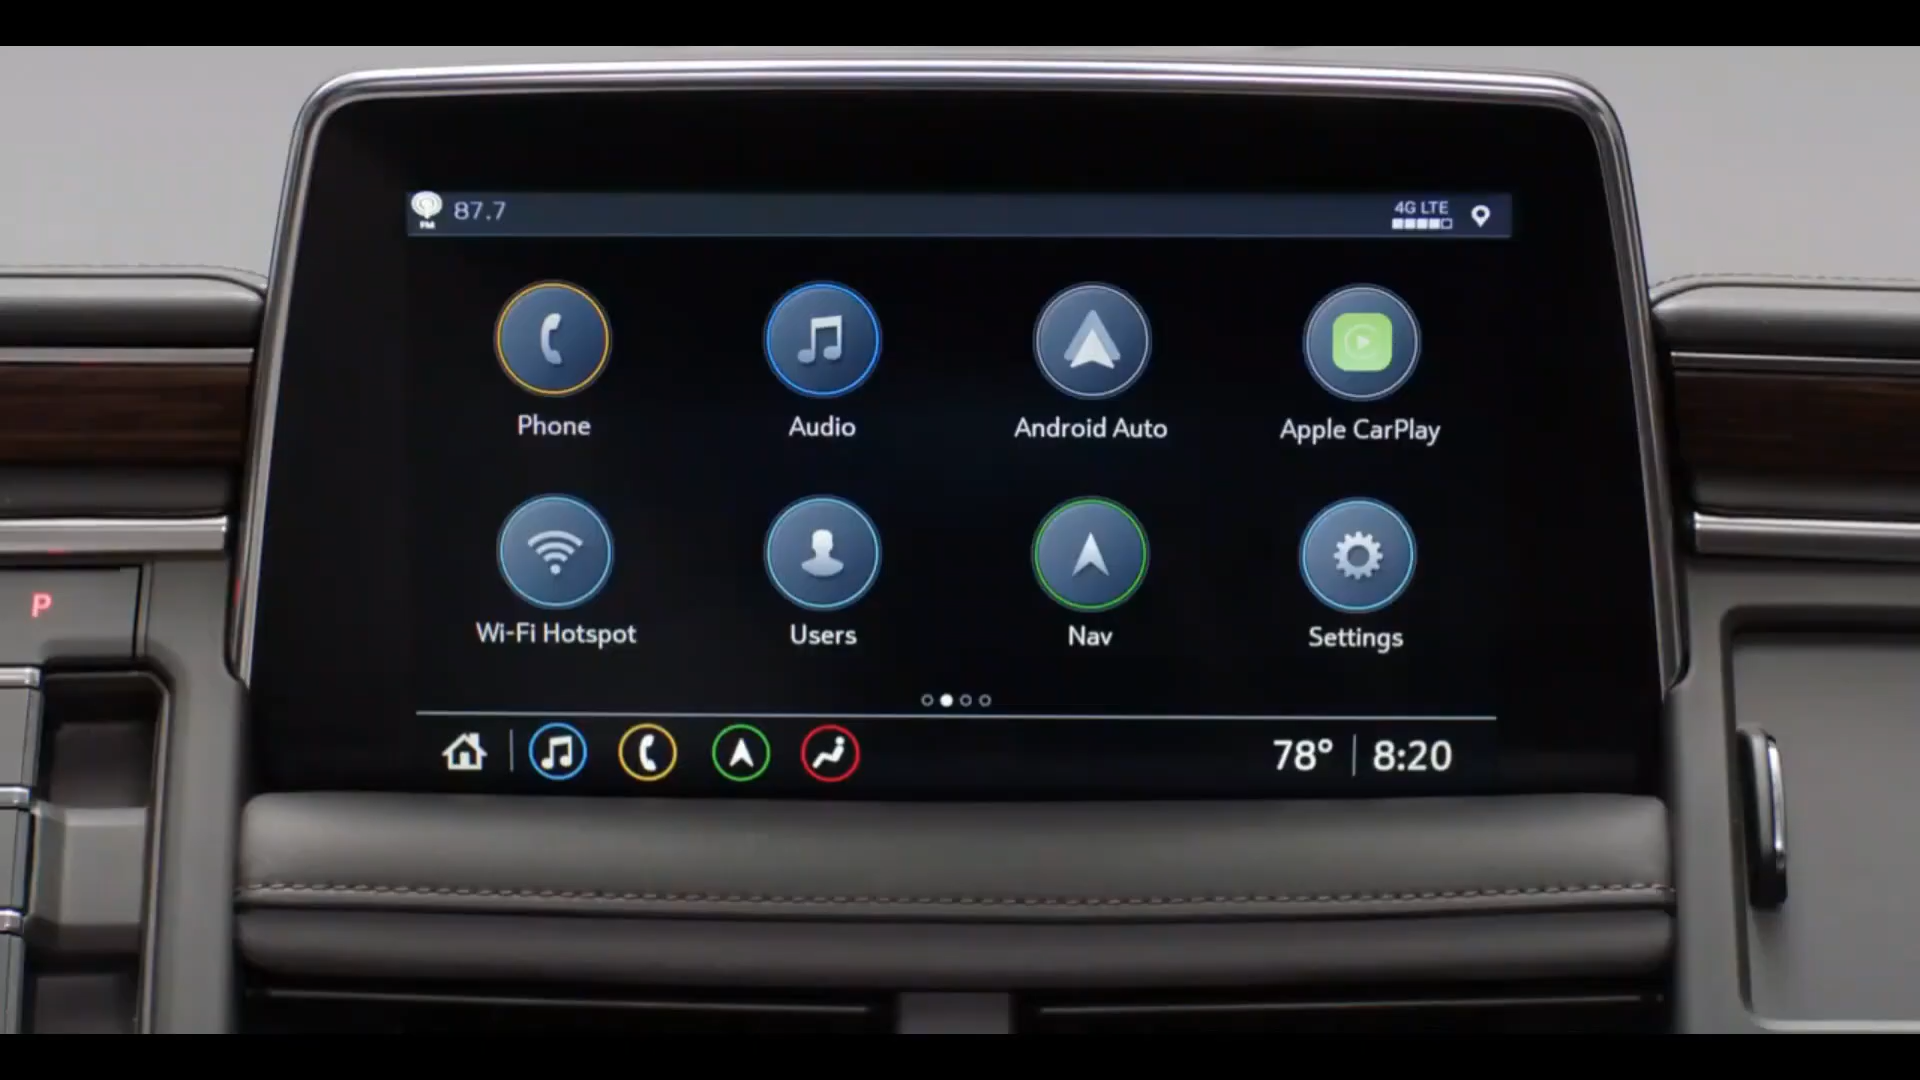 FM 87.7
4G LTE
Phone
Audio
Android Auto
Apple CarPlay
Wi-Fi Hotspot
Users
Nav
Settings
P
78° 8:20